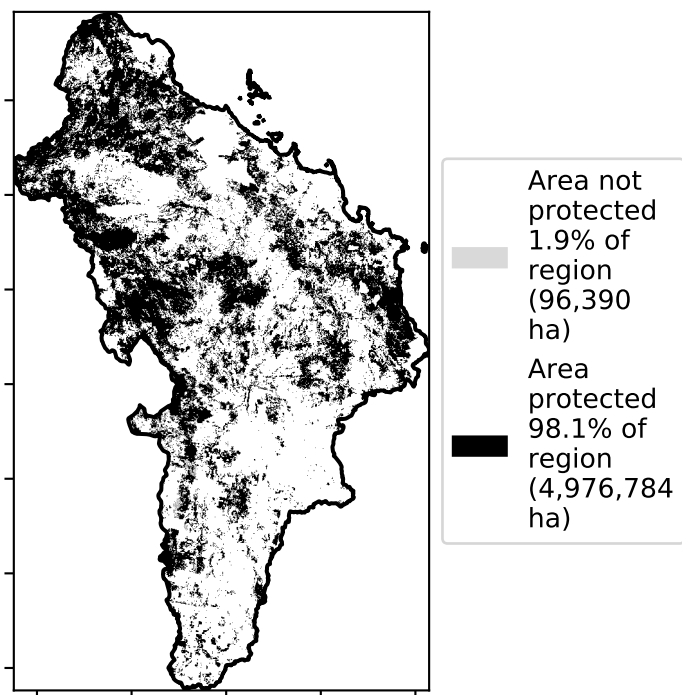 Area not
protected
1.9% of
region
(96,390
ha)
Area
protected
98.1% of
region
(4,976,784
ha)